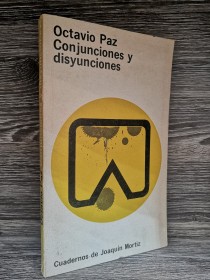 Octavio Paz
Conjunciones y
disyunciones
Cuadernos de Joaquín Mortiz